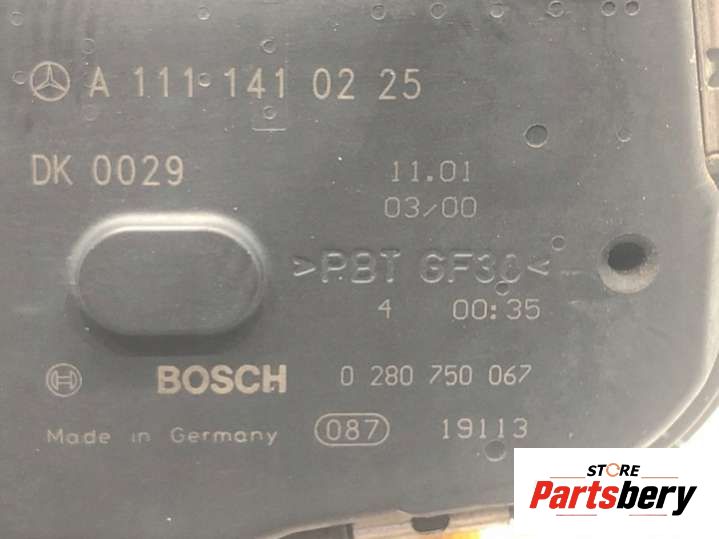 A 111 141 02 25
DK 0029 11.01
03/00
>PBT GF30<
4 00:35
BOSCH 0 280 750 067
Made in Germany 087 19113
STORE
Partsbery